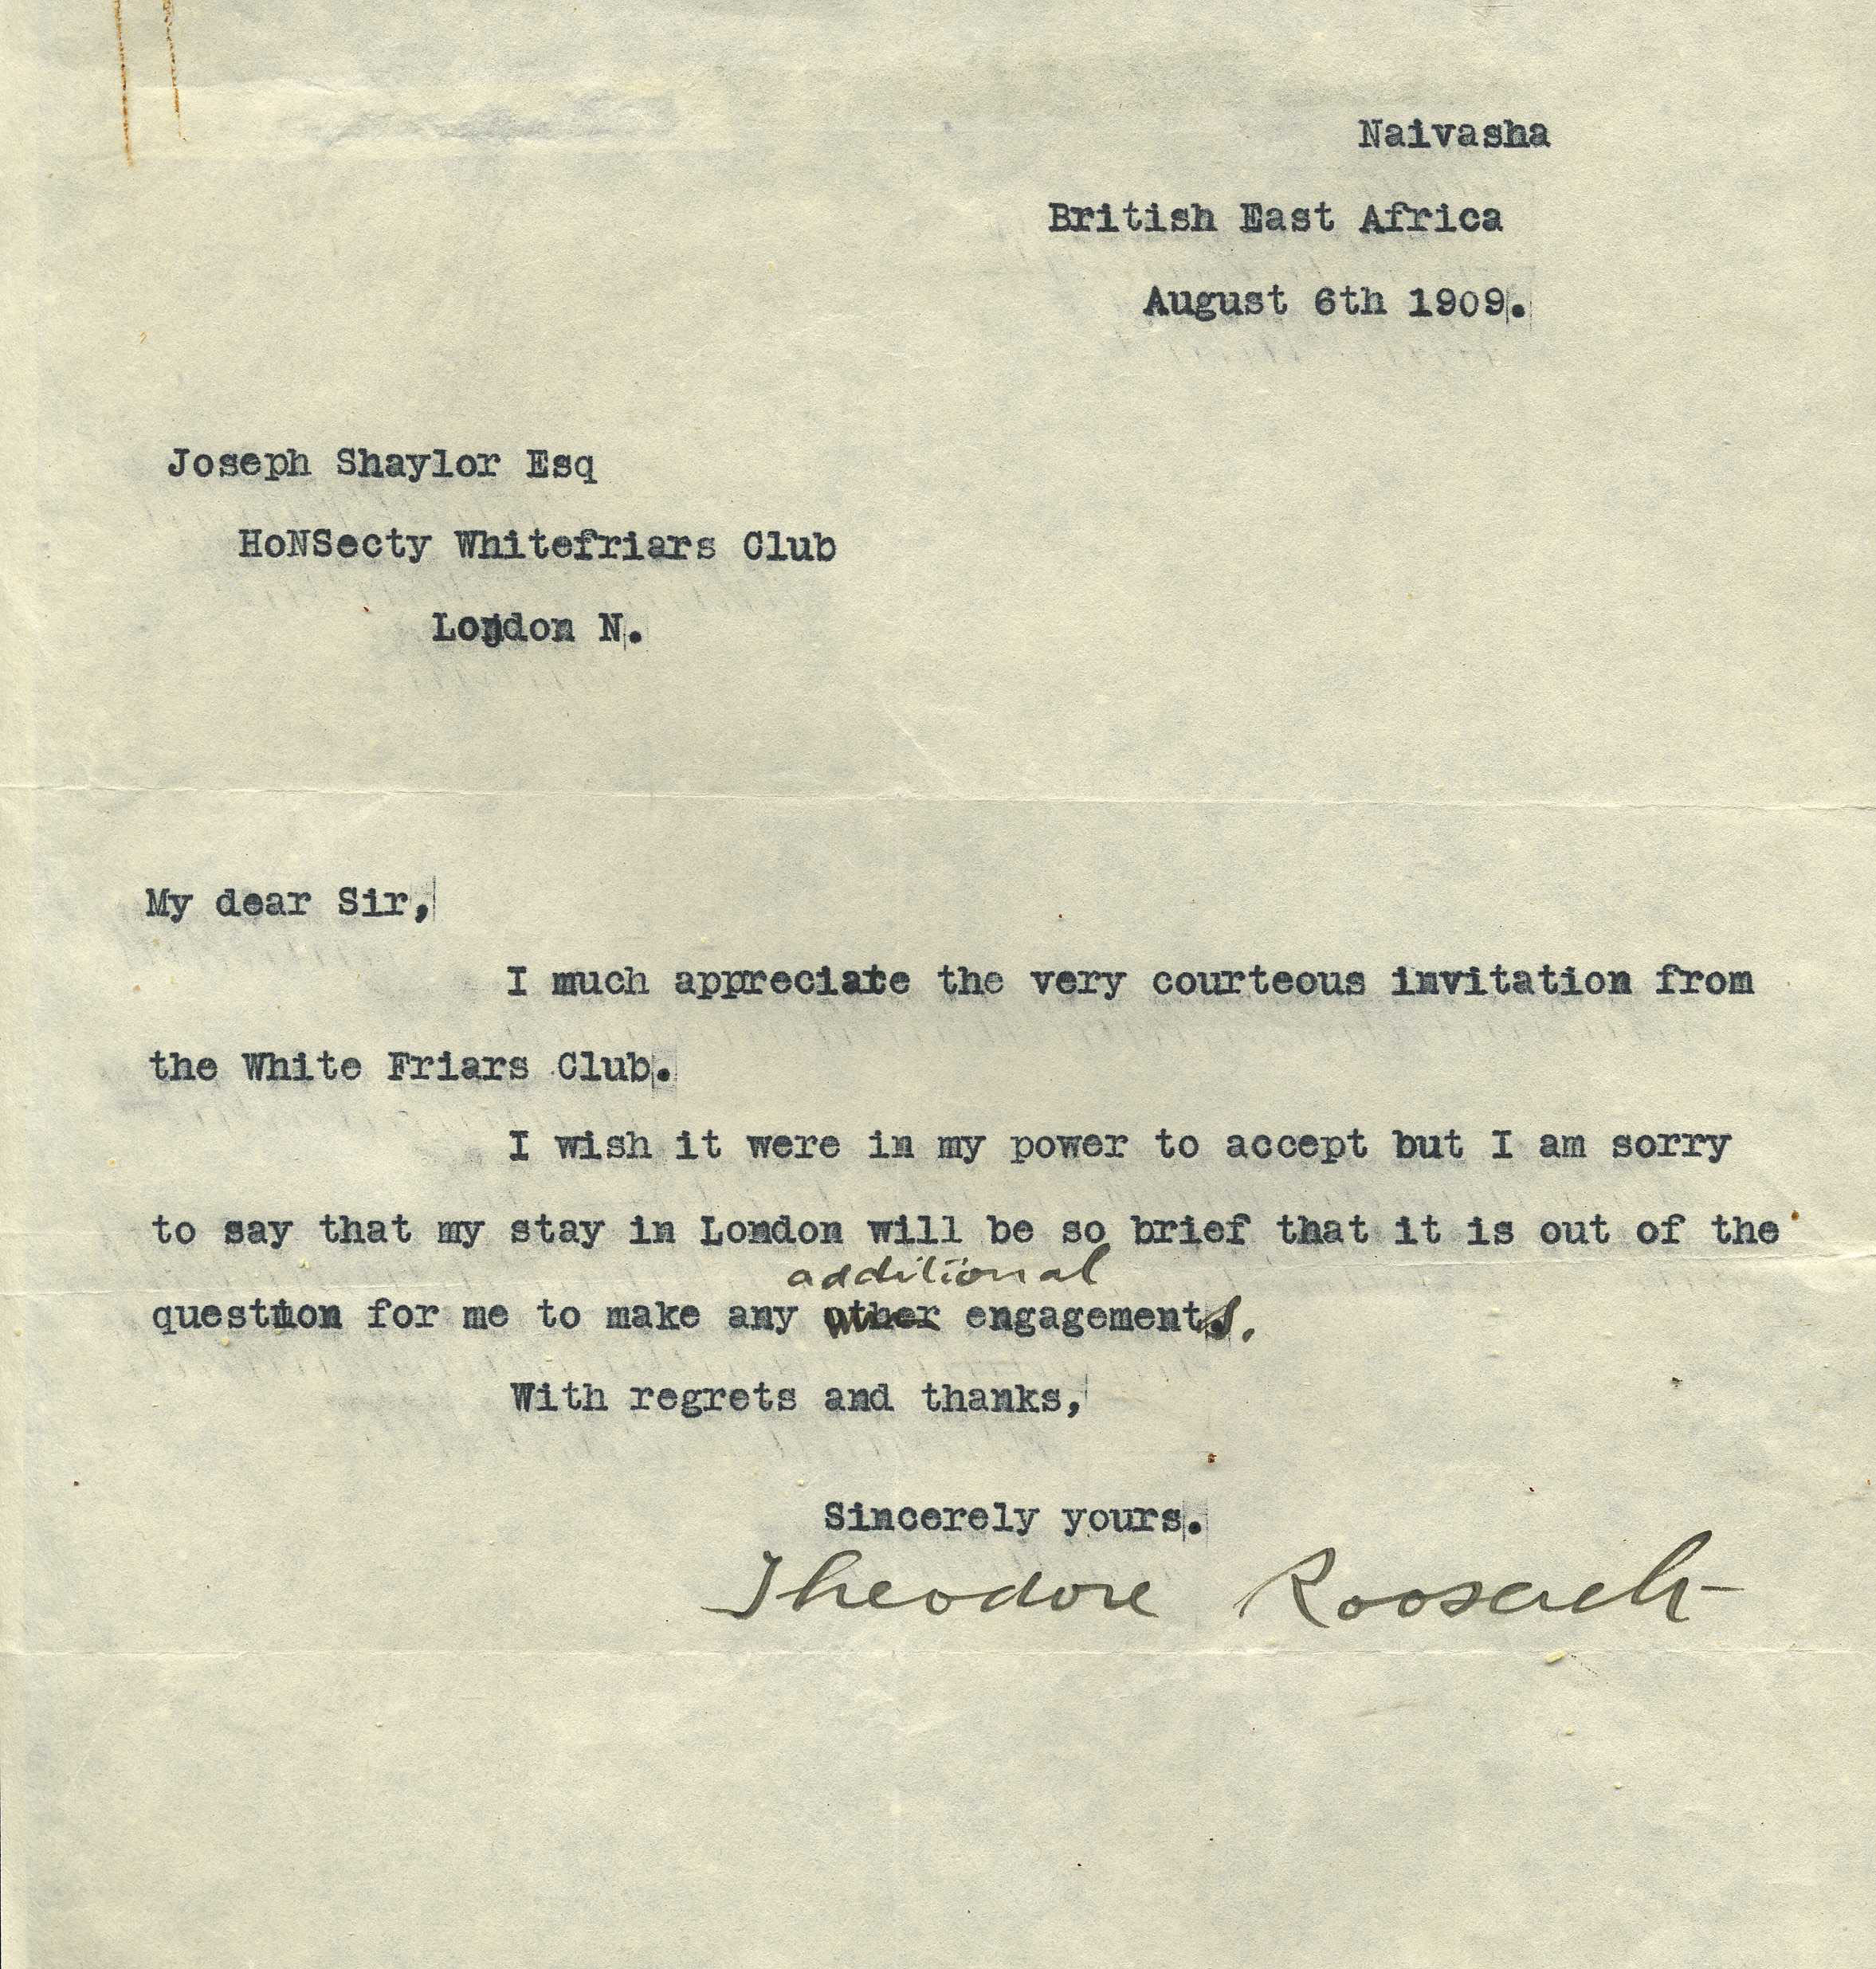 Naivasha
British East Africa
August 6th 1909.
Joseph Shaylor Esq
HoNSecty Whitefriars Club
London N.
My dear Sir,
I much appreciate the very courteous invitation from
the White Friars Club.
I wish it were in my power to accept but I am sorry
to say that my stay in London will be so brief that it is out of the
additional
question for me to make any other engagements.
With regrets and thanks,
Sincerely yours.
Theodore Roosevelt